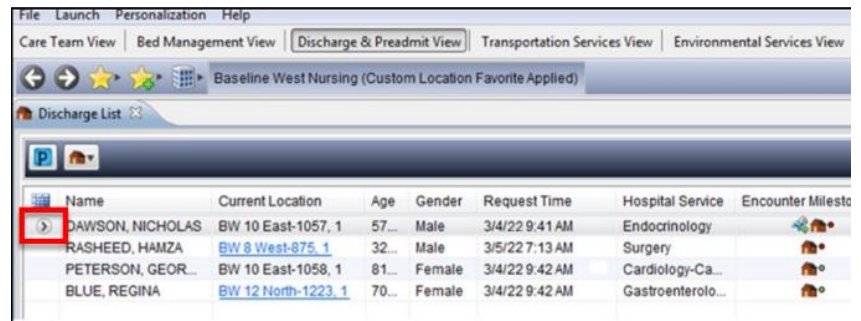 File Launch Personalization Help
Care Team View Bed Management View Discharge & Preadmit View Transportation Services View Environmental Services View
Baseline West Nursing (Custom Location Favorite Applied)
Discharge List
P
Name Current Location Age Gender Request Time Hospital Service Encounter Milesto
DAWSON, NICHOLAS BW 10 East-1057, 1 57... Male 3/4/22 9:41 AM Endocrinology
RASHEED, HAMZA BW 8 West-875, 1 32... Male 3/5/22 7:13 AM Surgery
PETERSON, GEOR... BW 10 East-1058, 1 81... Female 3/4/22 9:42 AM Cardiology-Ca...
BLUE, REGINA BW 12 North-1223, 1 70... Female 3/4/22 9:42 AM Gastroenterolo...